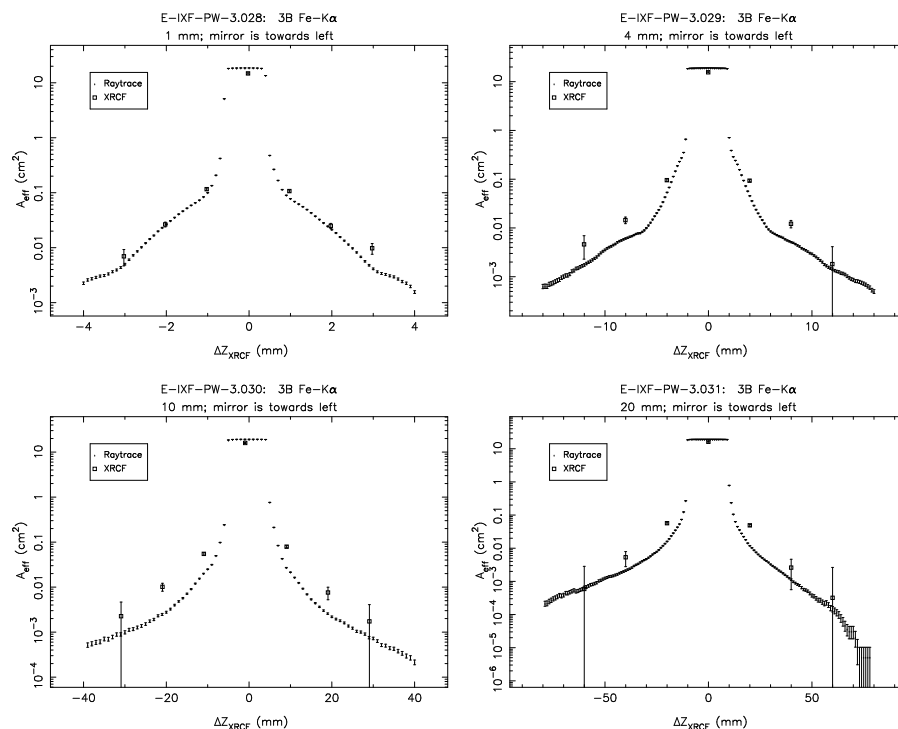 E-IXF-PW-3.028: 3B Fe-Kα
1 mm; mirror is towards left
Raytrace
XRCF
A_eff (cm²)
10
1
0.1
0.01
10⁻³
-4
-2
0
2
4
ΔZ_XRCF (mm)
E-IXF-PW-3.029: 3B Fe-Kα
4 mm; mirror is towards left
Raytrace
XRCF
A_eff (cm²)
10
1
0.1
0.01
10⁻³
-10
0
10
ΔZ_XRCF (mm)
E-IXF-PW-3.030: 3B Fe-Kα
10 mm; mirror is towards left
Raytrace
XRCF
A_eff (cm²)
10
1
0.1
0.01
10⁻³
10⁻⁴
-40
-20
0
20
40
ΔZ_XRCF (mm)
E-IXF-PW-3.031: 3B Fe-Kα
20 mm; mirror is towards left
Raytrace
XRCF
A_eff (cm²)
10
1
0.1
0.01
10⁻³
10⁻⁴
10⁻⁵
10⁻⁶
-50
0
50
ΔZ_XRCF (mm)